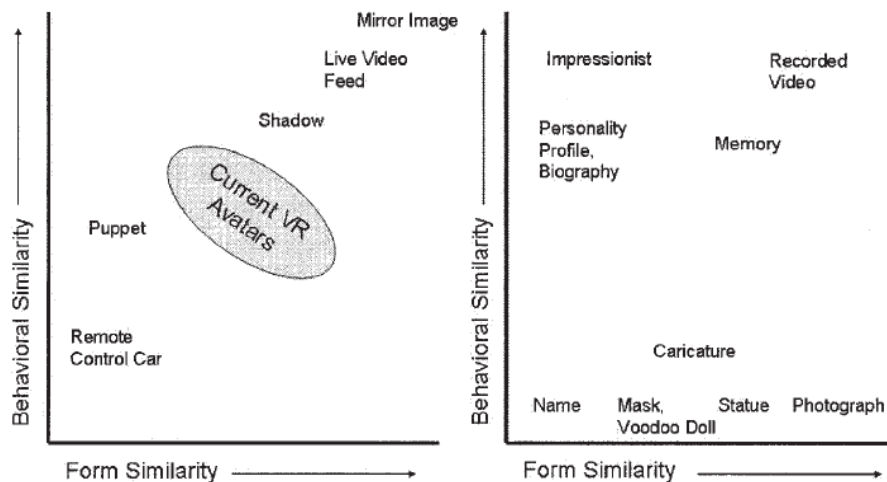 Mirror Image
Live Video
Feed
Shadow
Current VR
Avatars
Puppet
Remote
Control Car
Behavioral Similarity
Form Similarity
Impressionist
Recorded
Video
Personality
Profile,
Biography
Memory
Caricature
Name
Mask,
Voodoo Doll
Statue
Photograph
Behavioral Similarity
Form Similarity